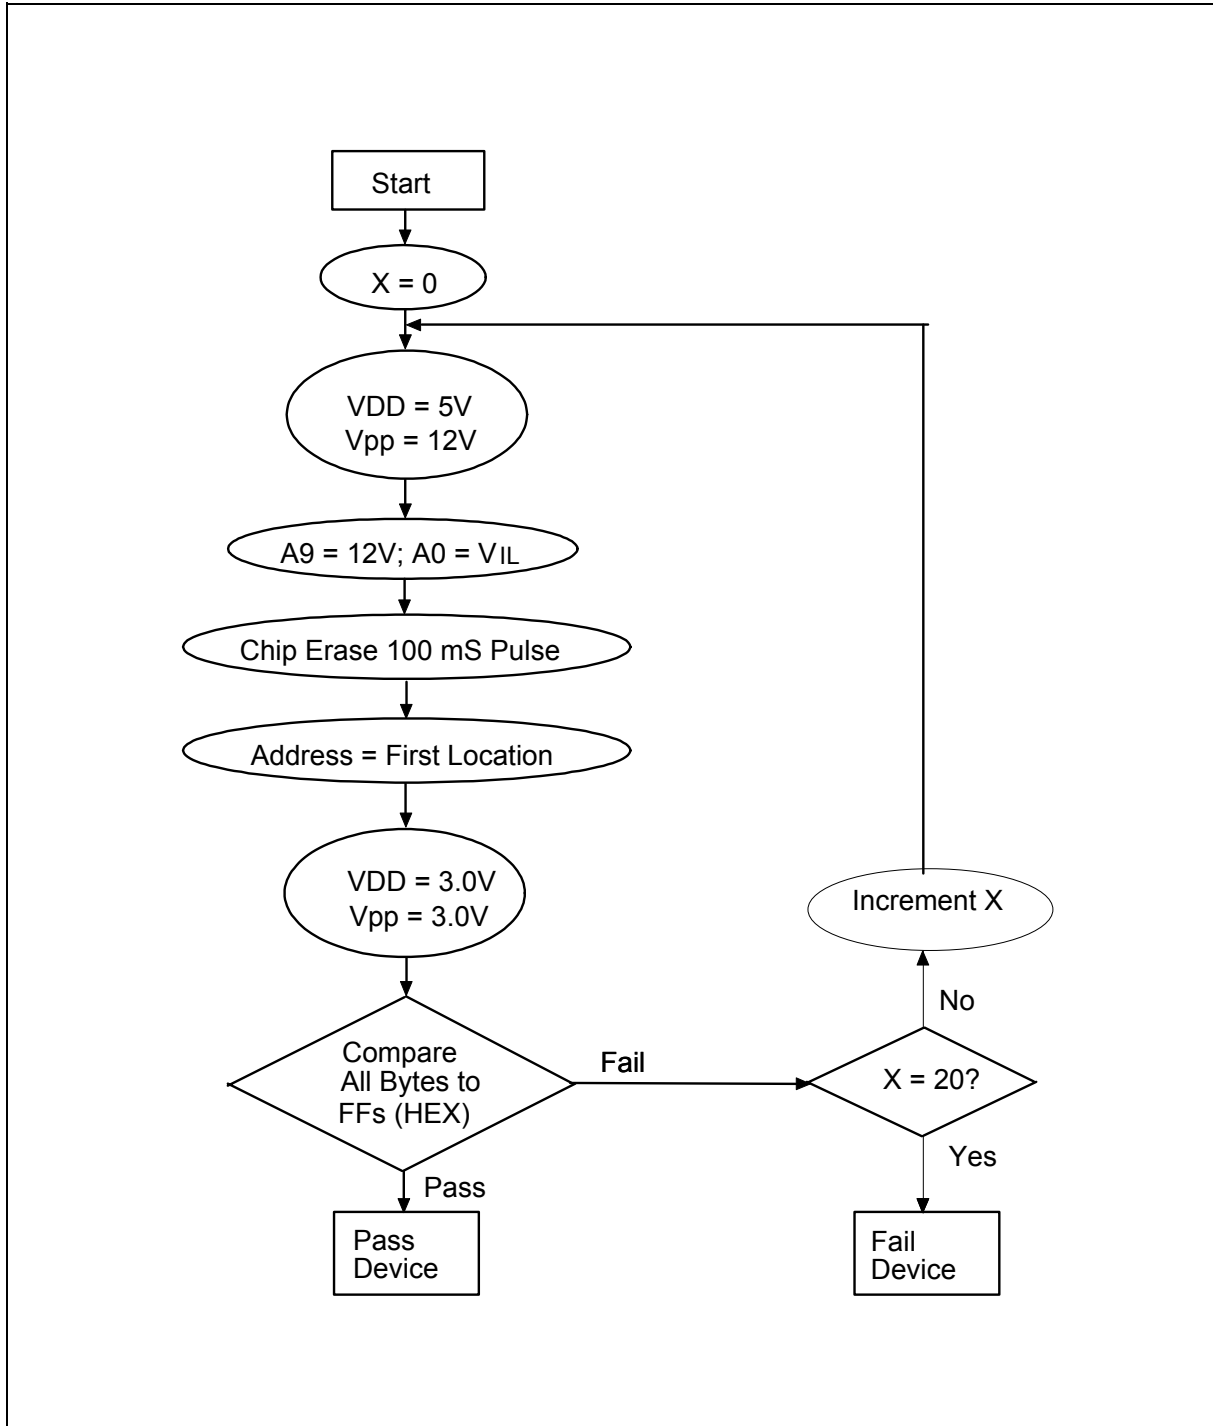 Start
X = 0
VDD = 5V
Vpp = 12V
A9 = 12V; A0 = VIL
Chip Erase 100 mS Pulse
Address = First Location
VDD = 3.0V
Vpp = 3.0V
Increment X
No
Compare
All Bytes to
FFs (HEX)
Fail
X = 20?
Pass
Yes
Pass
Device
Fail
Device